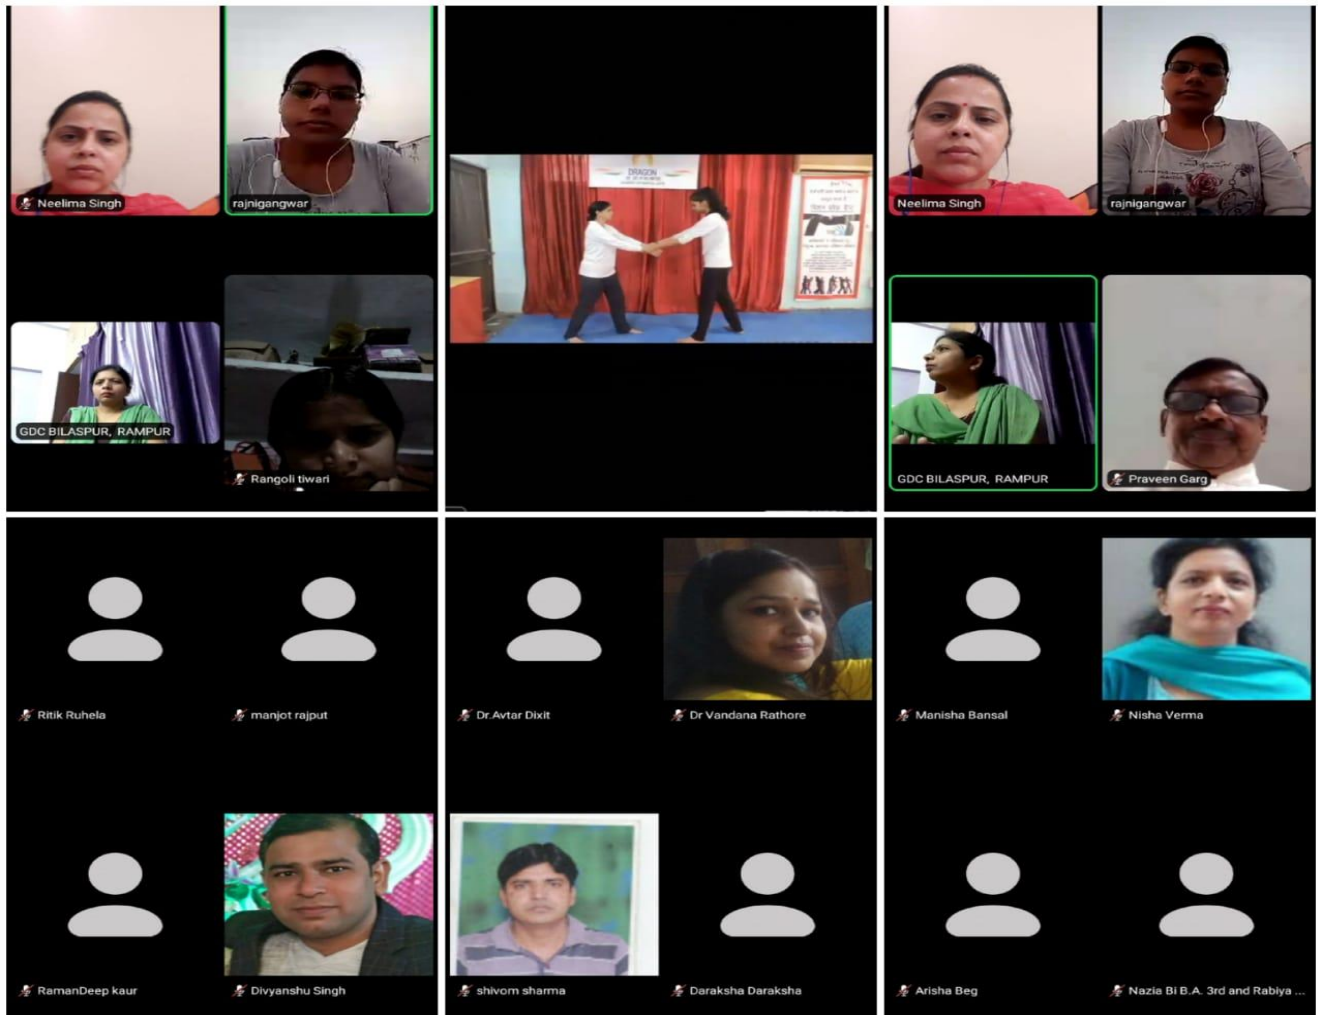 Neelima Singh
rajnigangwar
GDC BILASPUR, RAMPUR
Rangoli tiwari
DRAGON
Neelima Singh
rajnigangwar
GDC BILASPUR, RAMPUR
Praveen Garg
Ritik Ruhela
manjot rajput
RamanDeep kaur
Divyanshu Singh
Dr.Avtar Dixit
Dr Vandana Rathore
shivom sharma
Daraksha Daraksha
Manisha Bansal
Nisha Verma
Arisha Beg
Nazia Bi B.A. 3rd and Rabiya ...